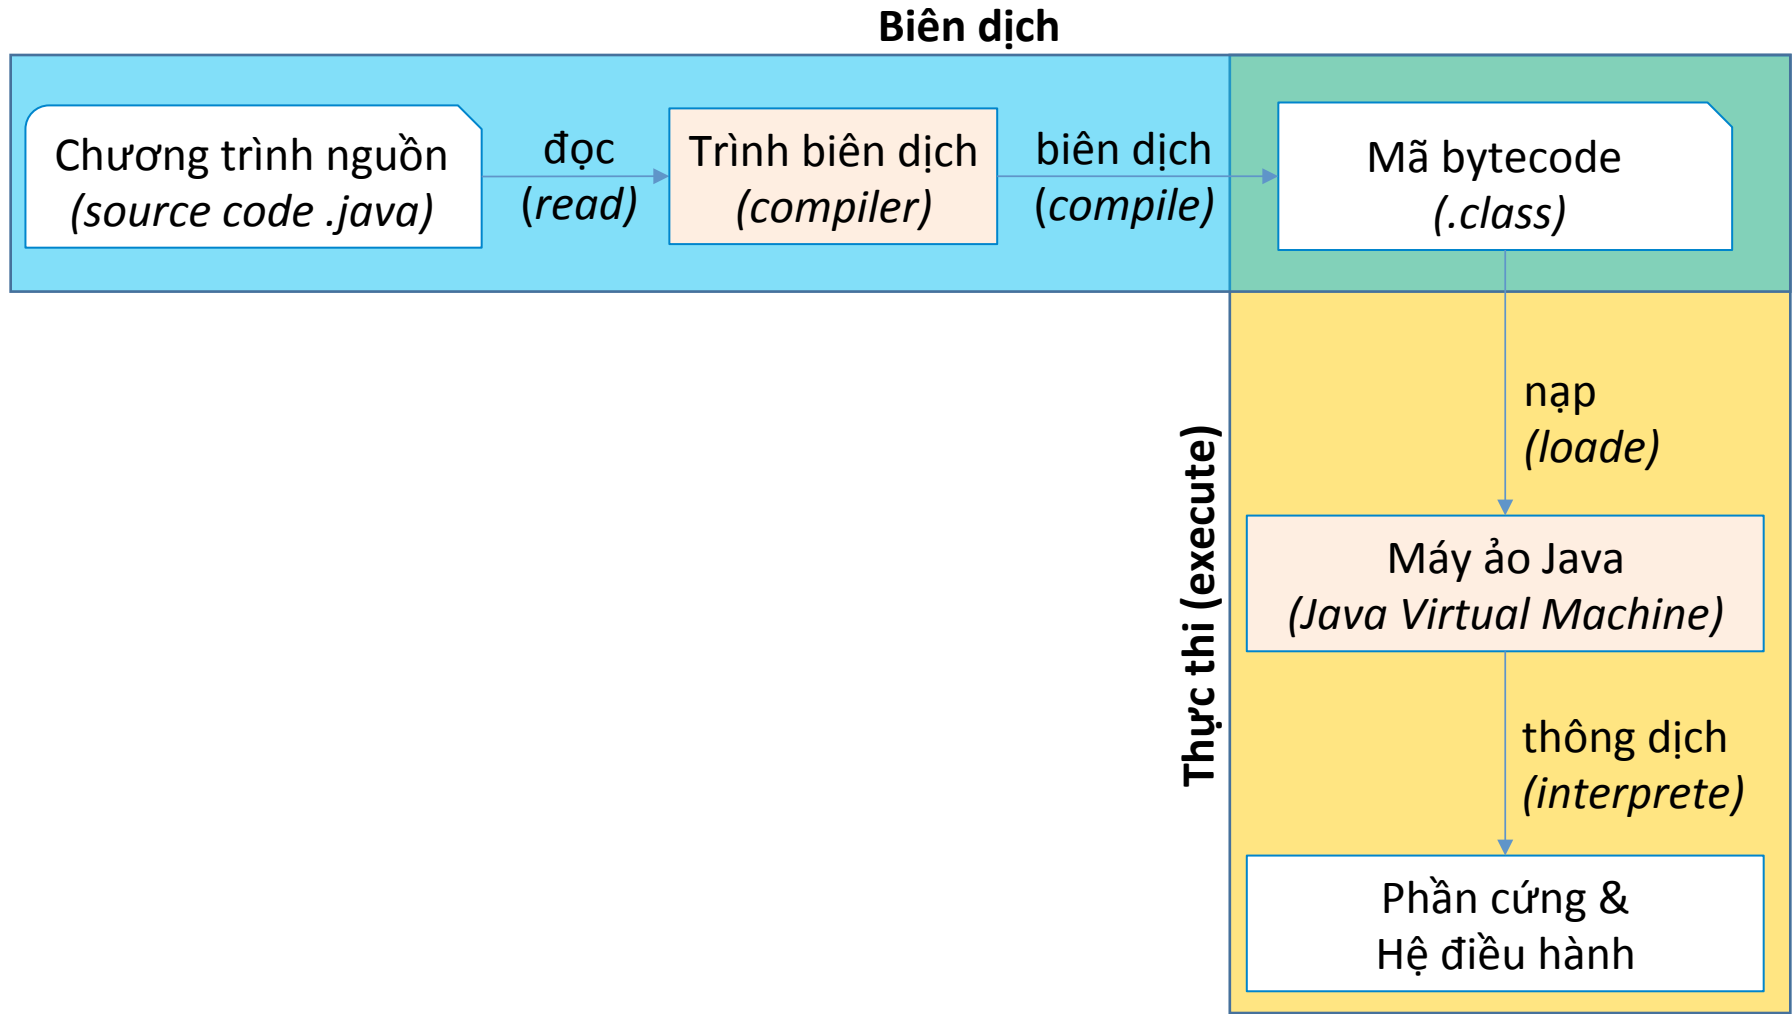 Biên dịch
Chương trình nguồn
(source code .java)
đọc
(read)
Trình biên dịch
(compiler)
biên dịch
(compile)
Mã bytecode
(.class)
nạp
(loade)
Thực thi (execute)
Máy ảo Java
(Java Virtual Machine)
thông dịch
(interprete)
Phần cứng &
Hệ điều hành